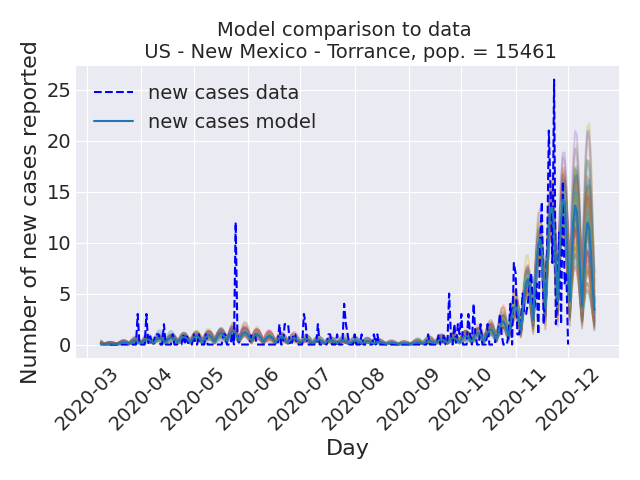 Model comparison to data
US - New Mexico - Torrance, pop. = 15461
Number of new cases reported
25
20
15
10
5
0
new cases data
new cases model
2020-03
2020-04
2020-05
2020-06
2020-07
2020-08
2020-09
2020-10
2020-11
2020-12
Day